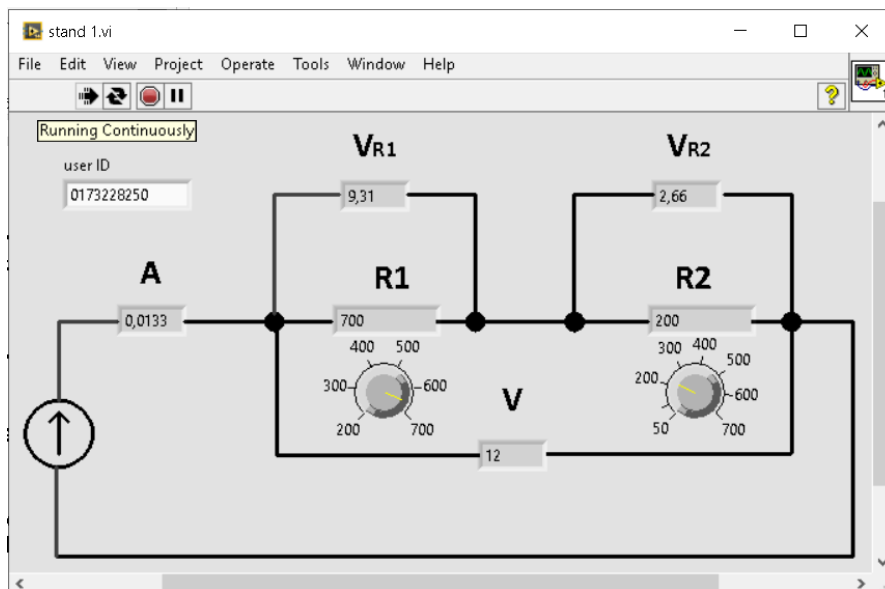 stand 1.vi
File Edit View Project Operate Tools Window Help
Running Continuously
user ID
0173228250
VR1
VR2
9,31
2,66
A
R1
R2
0,0133
700
200
200 300 400 500 600 700
50 200 300 400 500 600 700
V
12